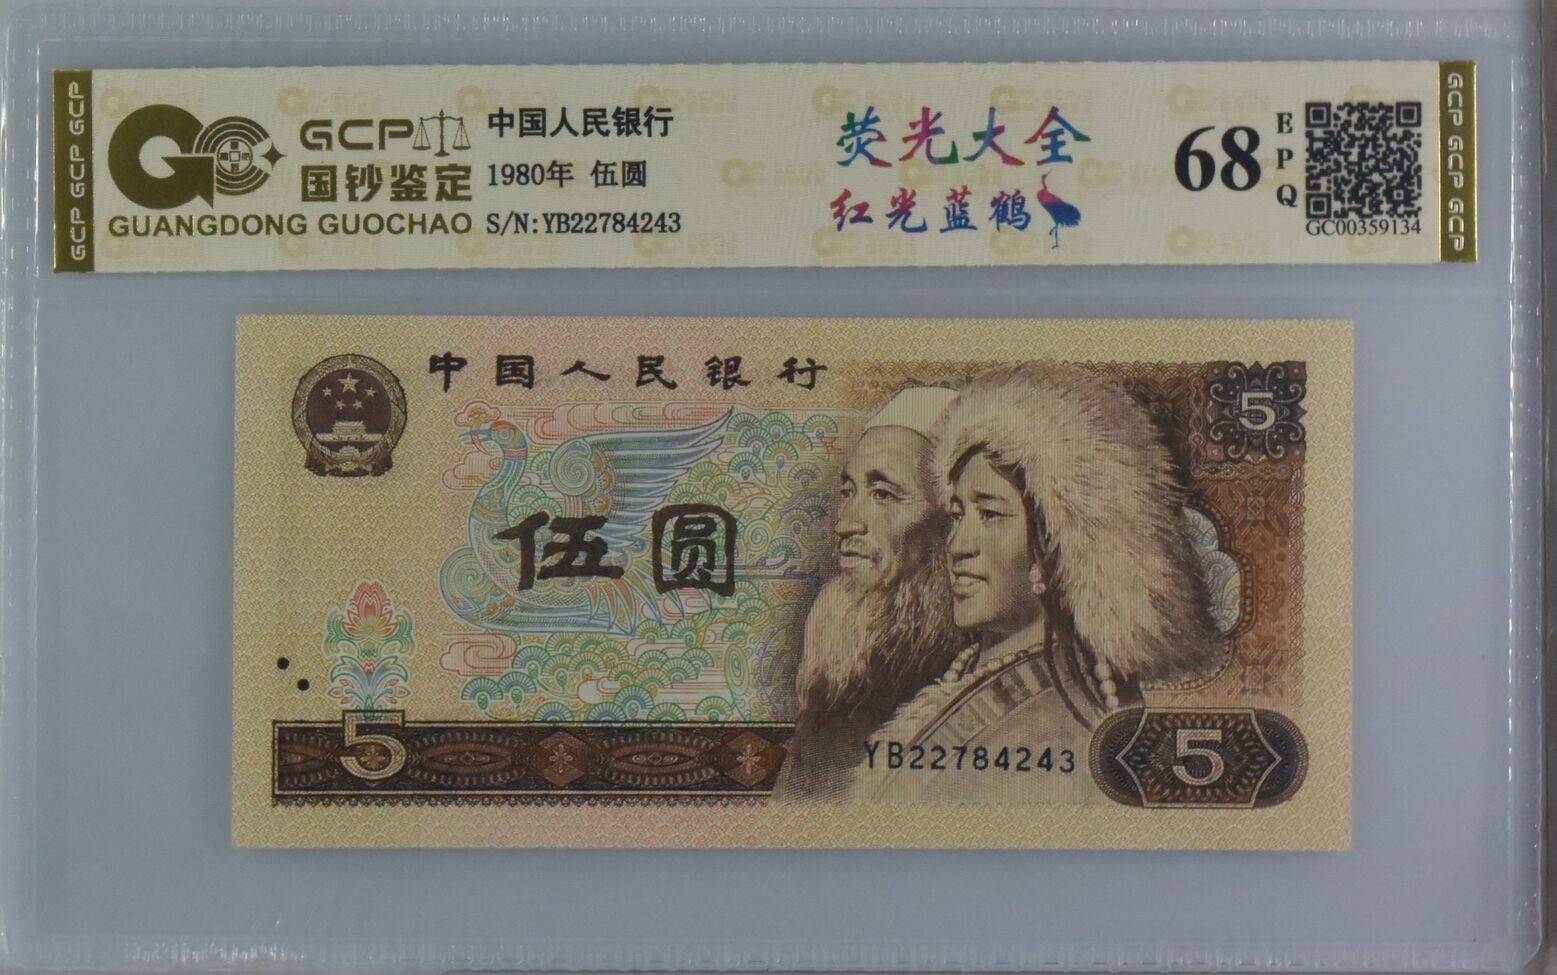 GCP GCP GCP
GCP
国钞鉴定
GUANGDONG GUOCHAO
中国人民银行
1980年 伍圆
S/N:YB22784243
荧光大全
红光蓝鹤
68
EPQ
GC00359134
GCP GCP GCP
中国人民银行
5
伍圆
5
YB22784243
5